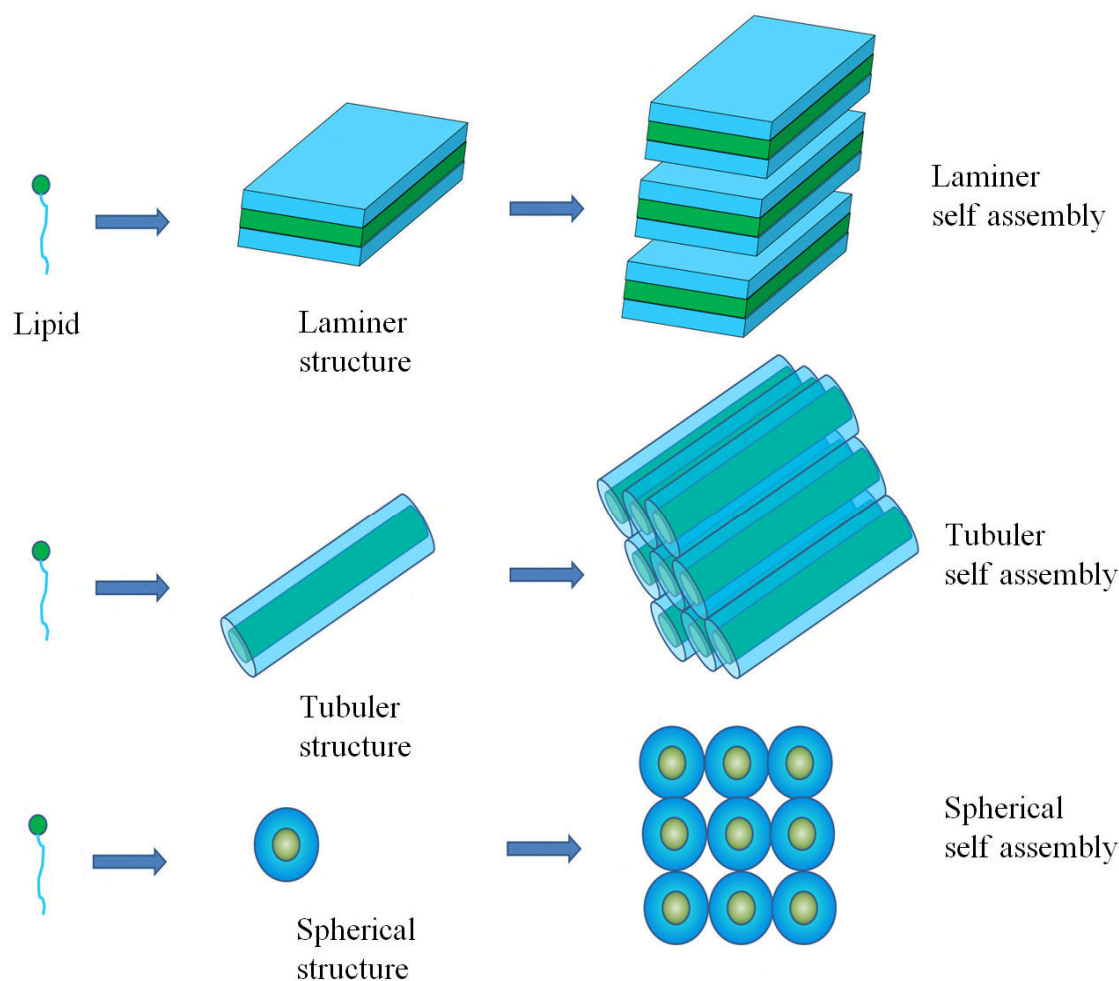 Laminer
self assembly
Lipid
Laminer
structure
Tubuler
self assembly
Tubuler
structure
Spherical
self assembly
Spherical
structure